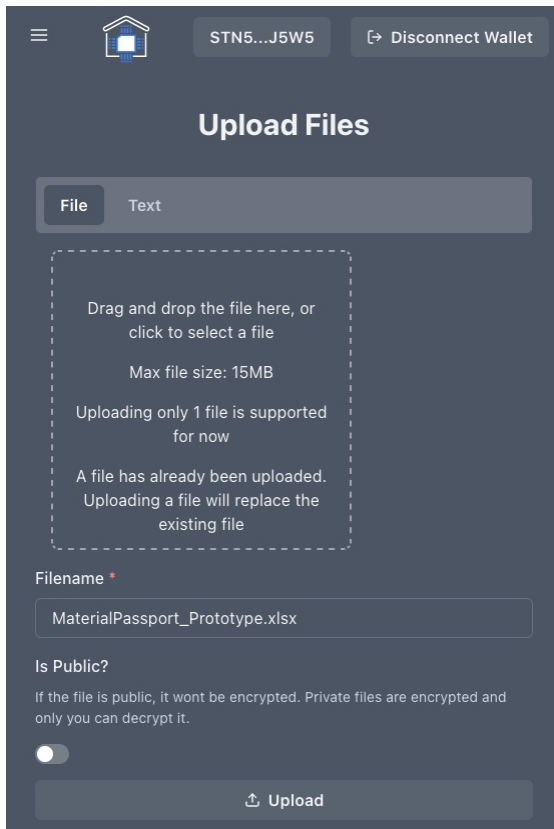 STN5...J5W5
Disconnect Wallet
Upload Files
File
Text
Drag and drop the file here, or
click to select a file
Max file size: 15MB
Uploading only 1 file is supported
for now
A file has already been uploaded.
Uploading a file will replace the
existing file
Filename *
MaterialPassport_Prototype.xlsx
Is Public?
If the file is public, it wont be encrypted. Private files are encrypted and
only you can decrypt it.
Upload